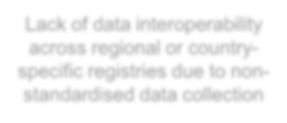 Lack of data interoperability
across regional or country-
specific registries due to non-
standardised data collection